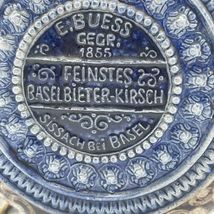 E. BUESS
GEGR.
1855
FEINSTES
BASELBIETER-KIRSCH
SISSACH BEI BASEL